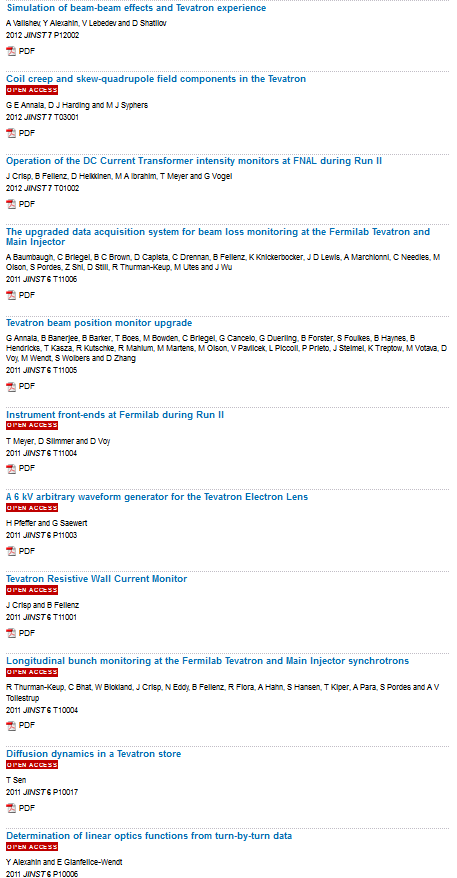 Simulation of beam-beam effects and Tevatron experience
A Valishev, Y Alexahin, V Lebedev and D Shatilov
2012 JINST 7 P12002
PDF
Coil creep and skew-quadrupole field components in the Tevatron
OPEN ACCESS
G E Annala, D J Harding and M J Syphers
2012 JINST 7 T03001
PDF
Operation of the DC Current Transformer intensity monitors at FNAL during Run II
J Crisp, B Fellenz, D Heikkinen, M A Ibrahim, T Meyer and G Vogel
2012 JINST 7 T01002
PDF
The upgraded data acquisition system for beam loss monitoring at the Fermilab Tevatron and
Main Injector
A Baumbaugh, C Briegel, B C Brown, D Capista, C Drennan, B Fellenz, K Knickerbocker, J D Lewis, A Marchionni, C Needles, M
Olson, S Pordes, Z Shi, D Still, R Thurman-Keup, M Utes and J Wu
2011 JINST 6 T11006
PDF
Tevatron beam position monitor upgrade
G Annala, B Banerjee, B Barker, T Boes, M Bowden, C Briegel, G Cancelo, G Duerling, B Forster, S Foulkes, B Haynes, B
Hendricks, T Kasza, R Kutschke, R Mahlum, M Martens, M Olson, V Pavlicek, L Piccoli, P Prieto, J Steimel, K Treptow, M Votava, D
Voy, M Wendt, S Wolbers and D Zhang
2011 JINST 6 T11005
PDF
Instrument front-ends at Fermilab during Run II
OPEN ACCESS
T Meyer, D Slimmer and D Voy
2011 JINST 6 T11004
PDF
A 6 kV arbitrary waveform generator for the Tevatron Electron Lens
OPEN ACCESS
H Pfeffer and G Saewert
2011 JINST 6 P11003
PDF
Tevatron Resistive Wall Current Monitor
OPEN ACCESS
J Crisp and B Fellenz
2011 JINST 6 T11001
PDF
Longitudinal bunch monitoring at the Fermilab Tevatron and Main Injector synchrotrons
OPEN ACCESS
R Thurman-Keup, C Bhat, W Blokland, J Crisp, N Eddy, B Fellenz, R Flora, A Hahn, S Hansen, T Kiper, A Para, S Pordes and A V
Tollestrup
2011 JINST 6 T10004
PDF
Diffusion dynamics in a Tevatron store
OPEN ACCESS
T Sen
2011 JINST 6 P10017
PDF
Determination of linear optics functions from turn-by-turn data
OPEN ACCESS
Y Alexahin and E Gianfelice-Wendt
2011 JINST 6 P10006